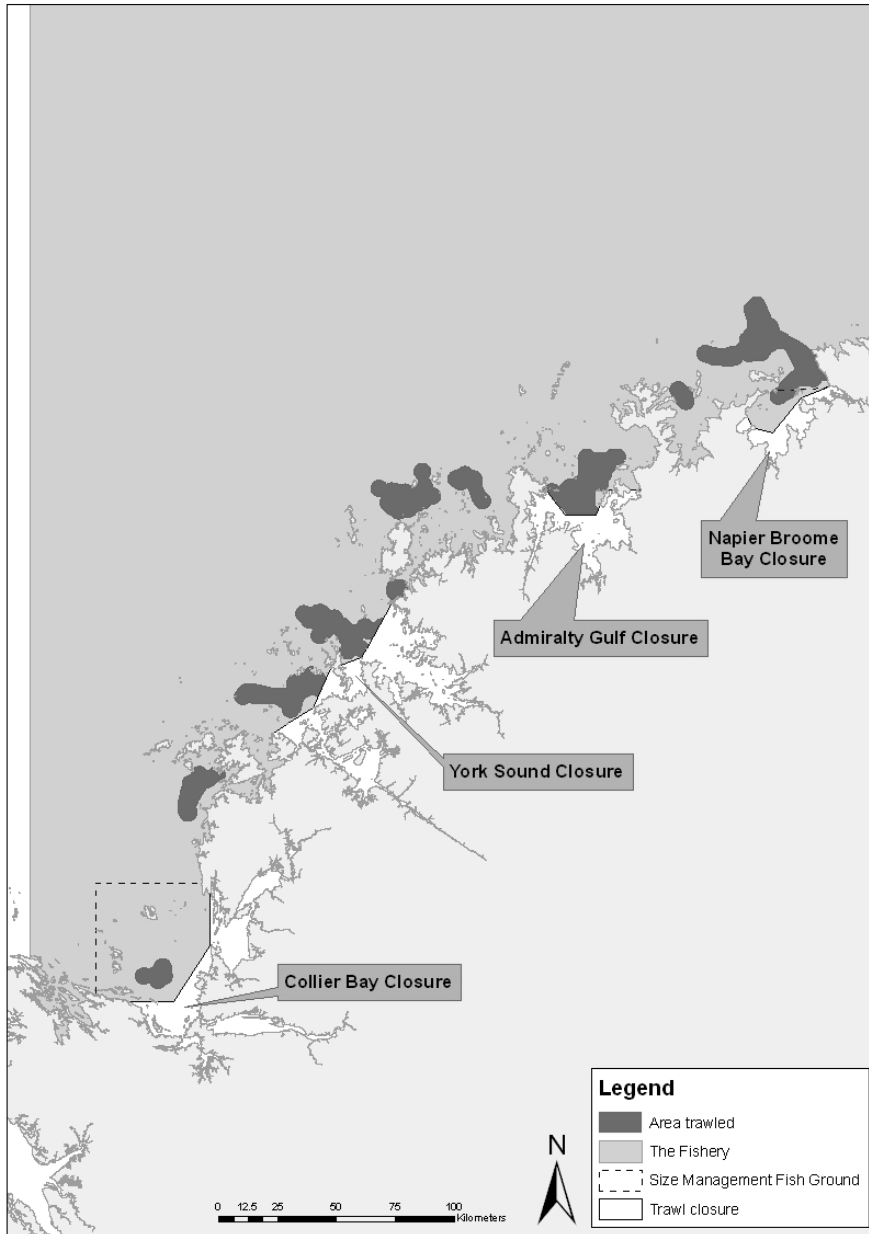 Napier Broome
Bay Closure
Admiralty Gulf Closure
York Sound Closure
Collier Bay Closure
Legend
Area trawled
The Fishery
Size Management Fish Ground
Trawl closure
N
0 12.5 25 50 75 100
Kilometers